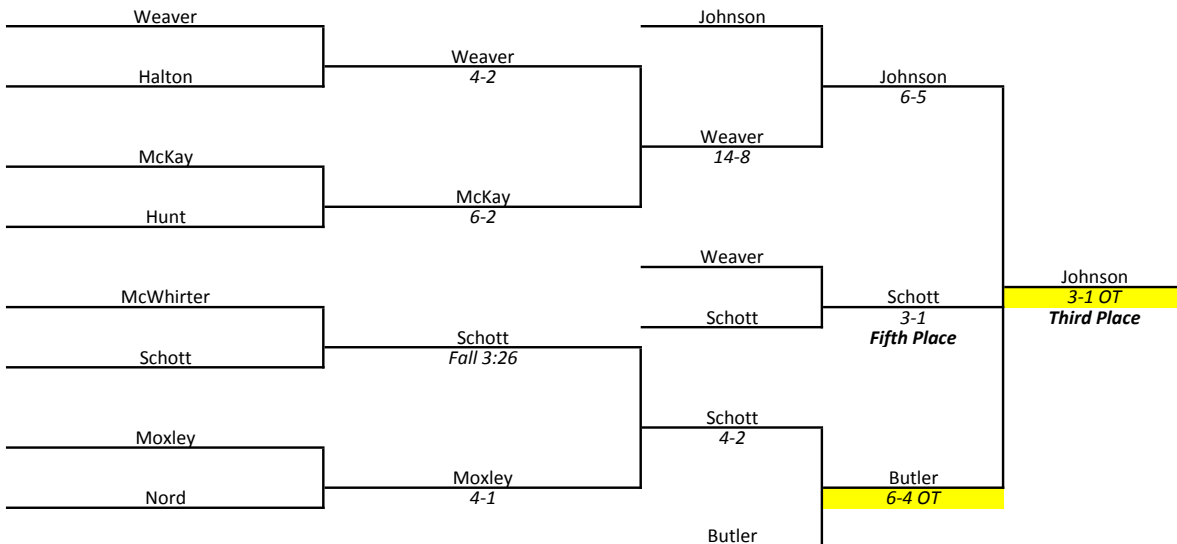 Weaver
Johnson
Weaver
4-2
Halton
Johnson
6-5
Weaver
14-8
McKay
McKay
6-2
Hunt
Weaver
Johnson
3-1 OT
Third Place
McWhirter
Schott
3-1
Fifth Place
Schott
Schott
Fall 3:26
Schott
Schott
4-2
Moxley
Moxley
4-1
Butler
6-4 OT
Nord
Butler